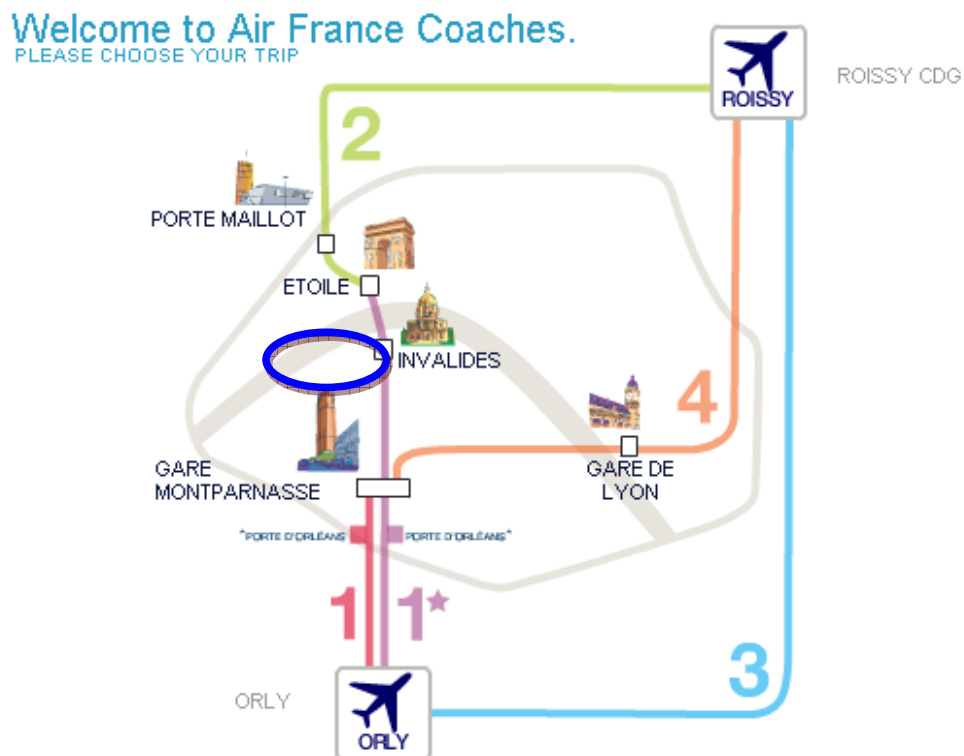 Welcome to Air France Coaches.
PLEASE CHOOSE YOUR TRIP
ROISSY
ROISSY CDG
2
PORTE MAILLOT
ETOILE
INVALIDES
4
GARE
MONTPARNASSE
GARE DE
LYON
*PORTE D'ORLÉANS
PORTE D'ORLÉANS*
1
1*
3
ORLY
ORLY